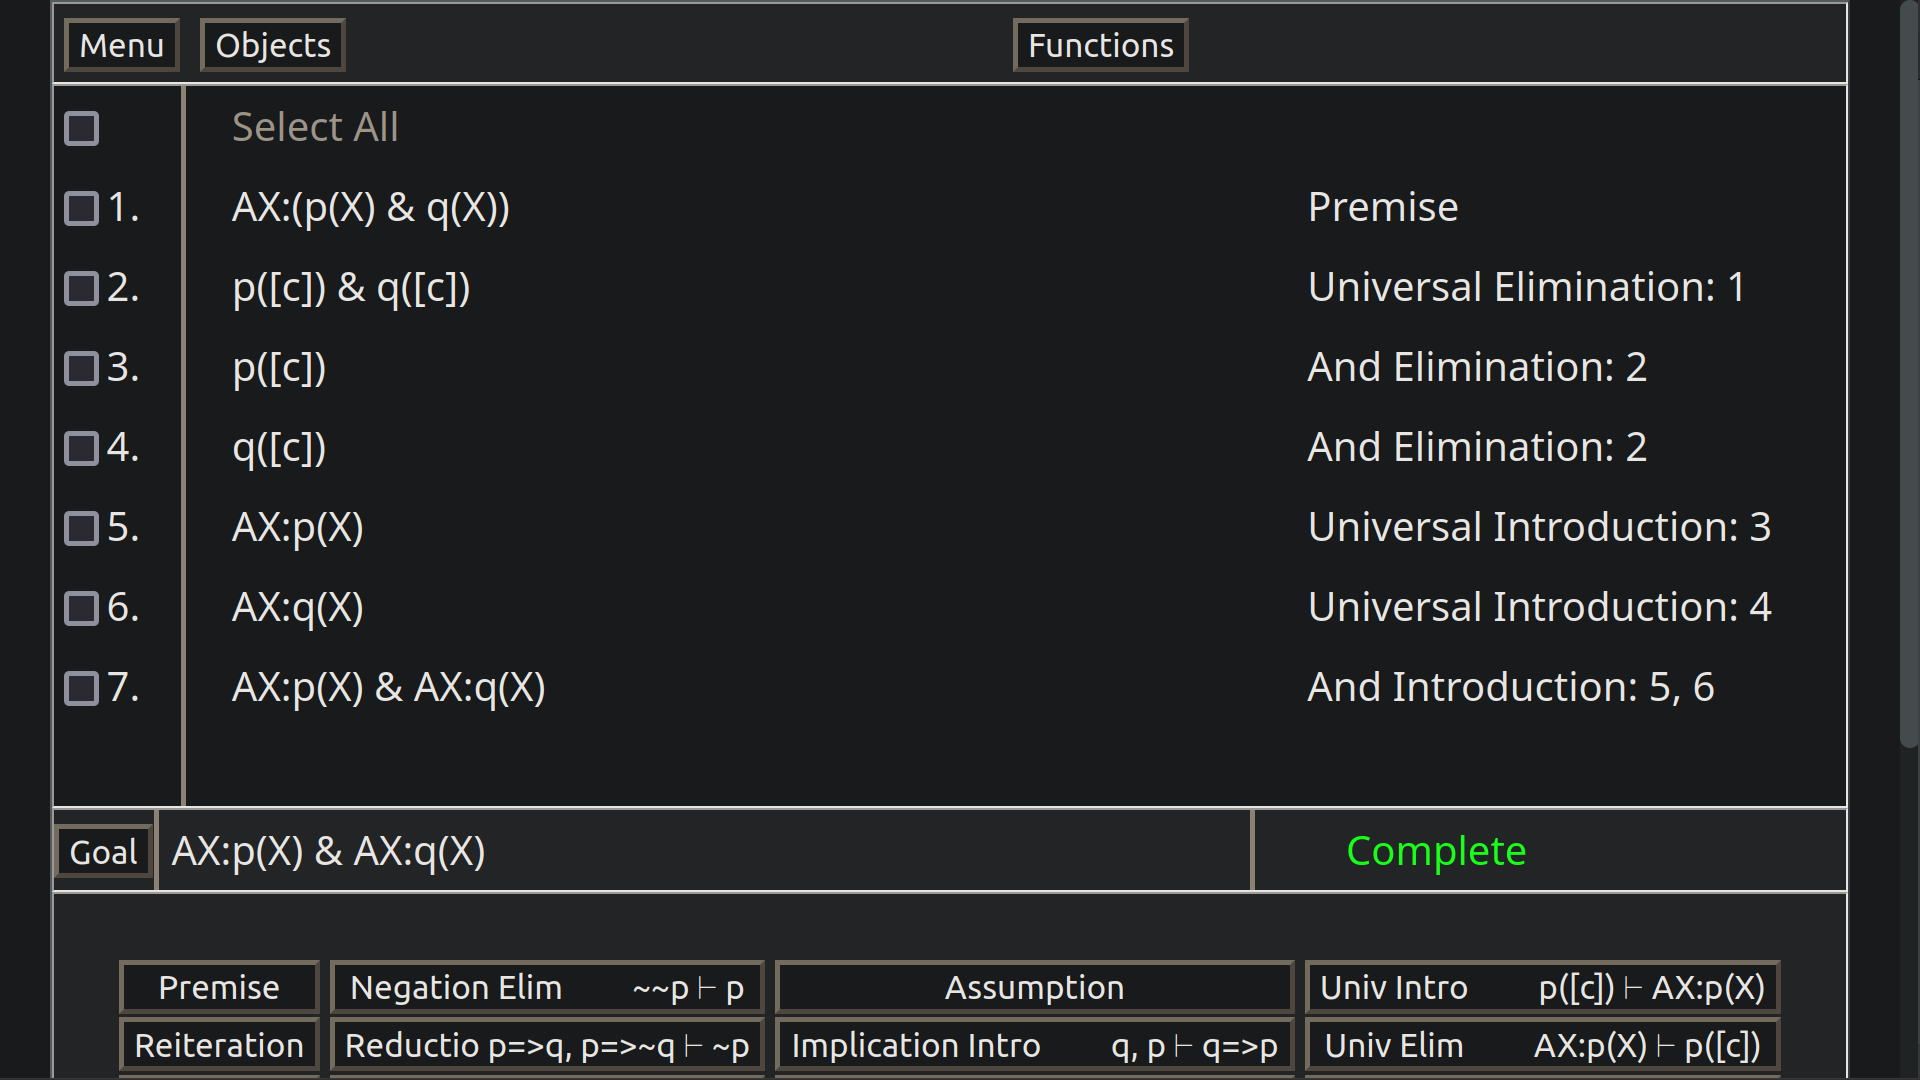 Menu Objects Functions
Select All
1. AX:(p(X) & q(X)) Premise
2. p([c]) & q([c]) Universal Elimination: 1
3. p([c]) And Elimination: 2
4. q([c]) And Elimination: 2
5. AX:p(X) Universal Introduction: 3
6. AX:q(X) Universal Introduction: 4
7. AX:p(X) & AX:q(X) And Introduction: 5, 6
Goal AX:p(X) & AX:q(X) Complete
Premise Negation Elim ~~p ⊢ p Assumption Univ Intro p([c]) ⊢ AX:p(X)
Reiteration Reductio p=>q, p=>~q ⊢ ~p Implication Intro q, p ⊢ q=>p Univ Elim AX:p(X) ⊢ p([c])